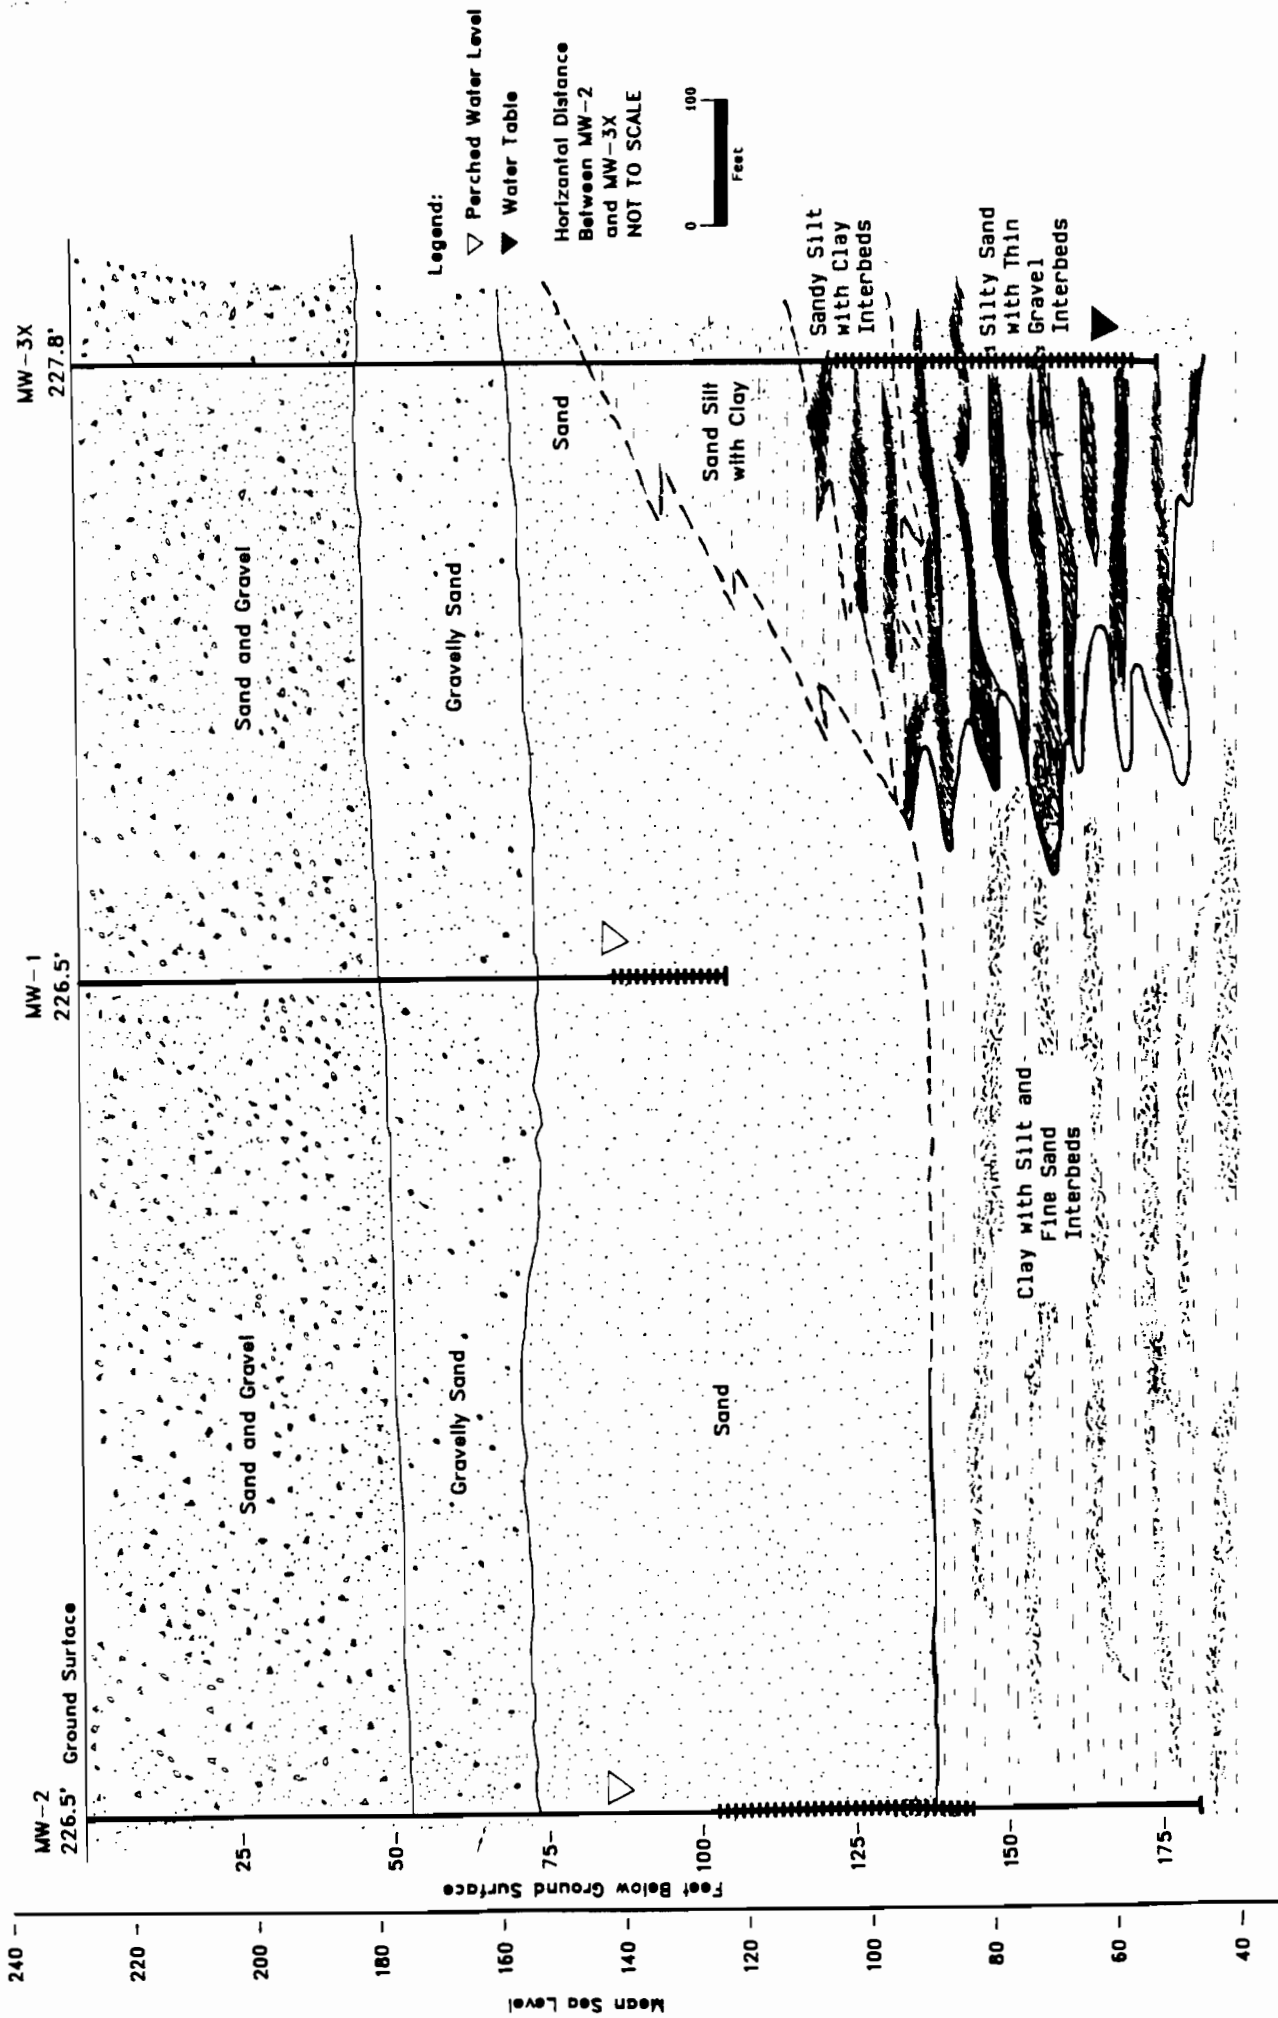 MW-2
226.5'
Ground Surface
MW-1
226.5'
MW-3X
227.8'
Legend:
▽ Perched Water Level
▼ Water Table
Horizantal Distance
Between MW-2
and MW-3X
NOT TO SCALE
0
100
Feet
Sand and Gravel
Sand and Gravel
Gravelly Sand
Gravelly Sand
Sand
Sand
Sand Silt
with Clay
Sandy Silt
with Clay
Interbeds
Silty Sand
with Thin
Gravel
Interbeds
Clay with Silt and
Fine Sand
Interbeds
Feet Below Ground Surface
25-
50-
75-
100-
125-
150-
175-
Mean Sea Level
240 -
220 -
200 -
180 -
160 -
140 -
120 -
100 -
80 -
60 -
40 -